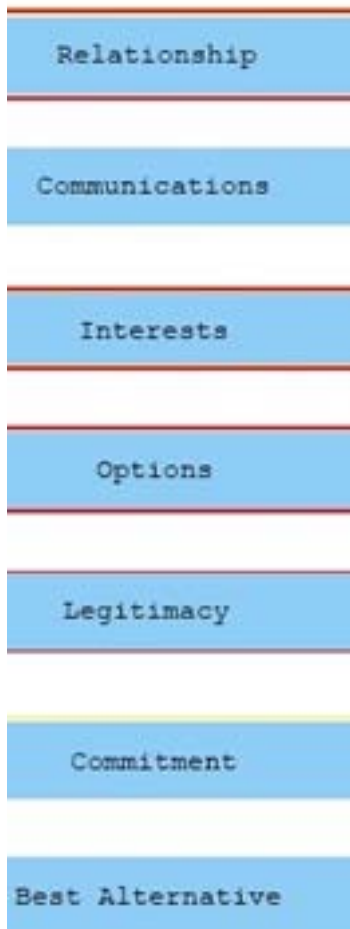 Relationship
Communications
Interests
Options
Legitimacy
Commitment
Best Alternative